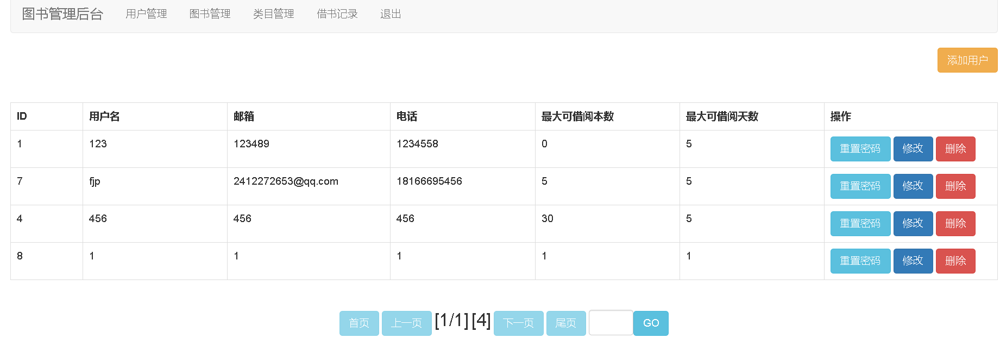 图书管理后台 用户管理 图书管理 类目管理 借书记录 退出
添加用户
ID 用户名 邮箱 电话 最大可借阅本数 最大可借阅天数 操作
1 123 123489 1234558 0 5 重置密码 修改 删除
7 fjp 2412272653@qq.com 18166695456 5 5 重置密码 修改 删除
4 456 456 456 30 5 重置密码 修改 删除
8 1 1 1 1 1 重置密码 修改 删除
首页 上一页 [1/1] [4] 下一页 尾页 GO